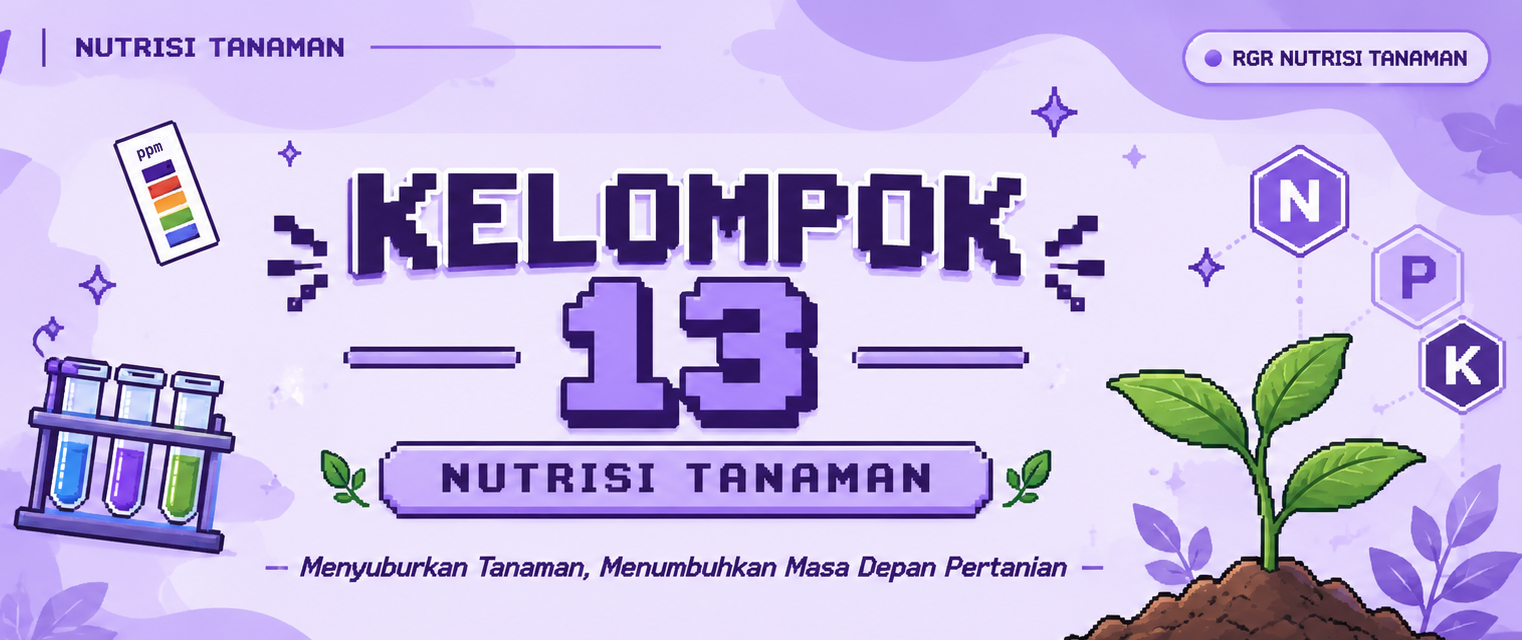 NUTRISI TANAMAN
RGR NUTRISI TANAMAN
ppm
KELOMPOK
13
N
P
K
NUTRISI TANAMAN
Menyuburkan Tanaman, Menumbuhkan Masa Depan Pertanian